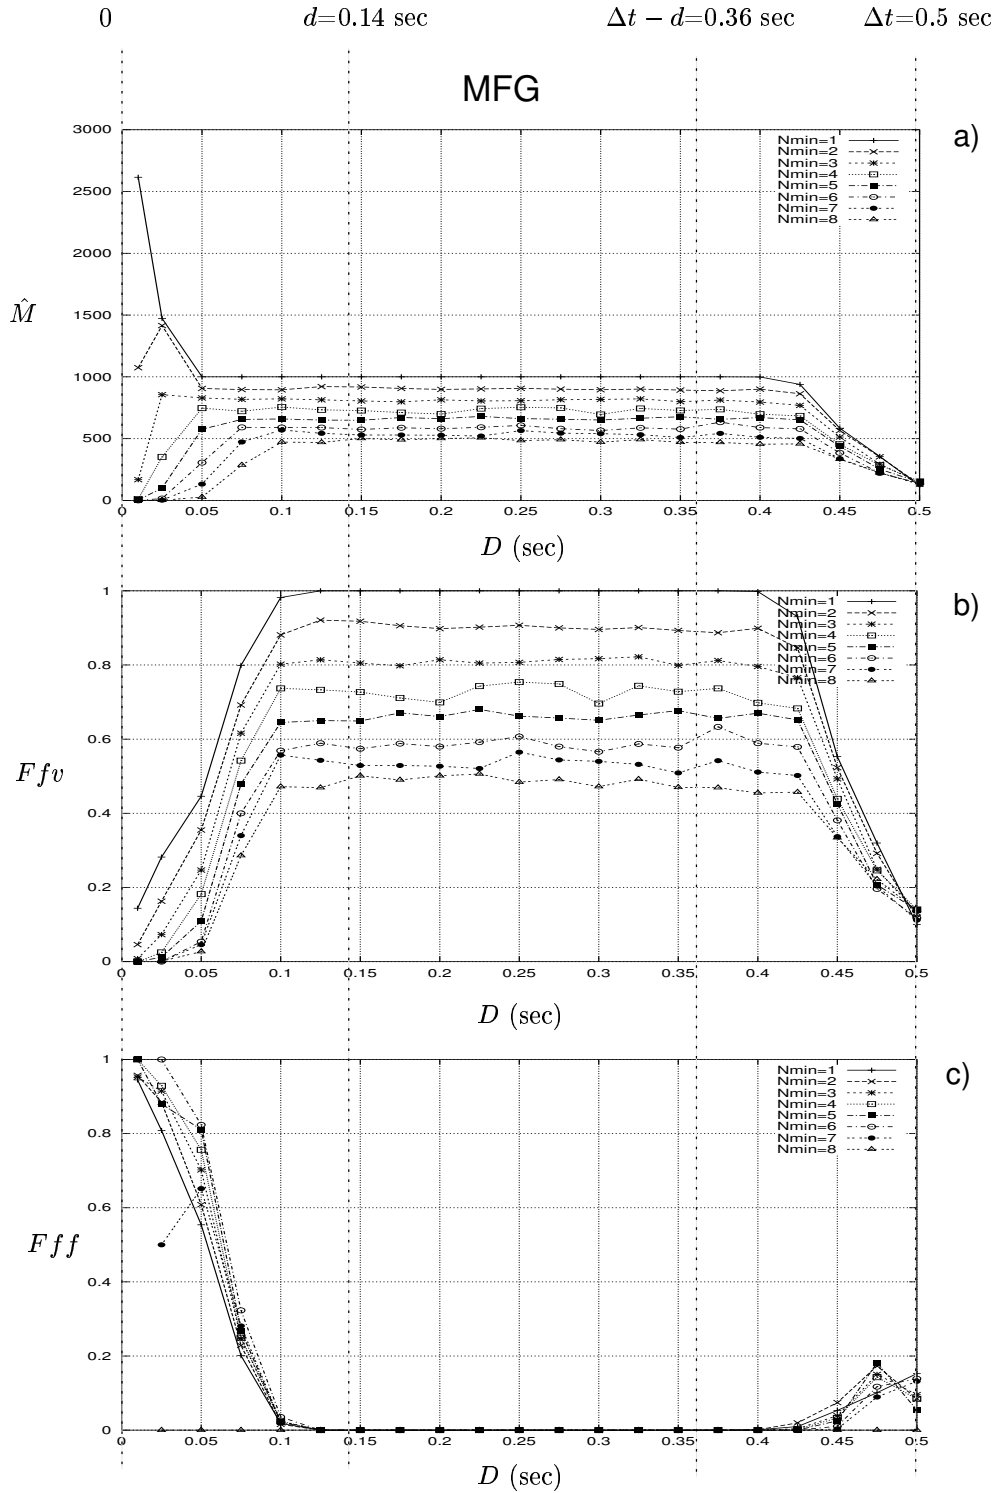 0 d=0.14 sec Δt − d=0.36 sec Δt=0.5 sec
MFG
a)
3000
2500
2000
1500
1000
500
0
M̂
Nmin=1
Nmin=2
Nmin=3
Nmin=4
Nmin=5
Nmin=6
Nmin=7
Nmin=8
0 0.05 0.1 0.15 0.2 0.25 0.3 0.35 0.4 0.45 0.5
D (sec)
b)
1
0.8
0.6
0.4
0.2
0
Ffv
Nmin=1
Nmin=2
Nmin=3
Nmin=4
Nmin=5
Nmin=6
Nmin=7
Nmin=8
0 0.05 0.1 0.15 0.2 0.25 0.3 0.35 0.4 0.45 0.5
D (sec)
c)
1
0.8
0.6
0.4
0.2
0
Fff
Nmin=1
Nmin=2
Nmin=3
Nmin=4
Nmin=5
Nmin=6
Nmin=7
Nmin=8
0 0.05 0.1 0.15 0.2 0.25 0.3 0.35 0.4 0.45 0.5
D (sec)